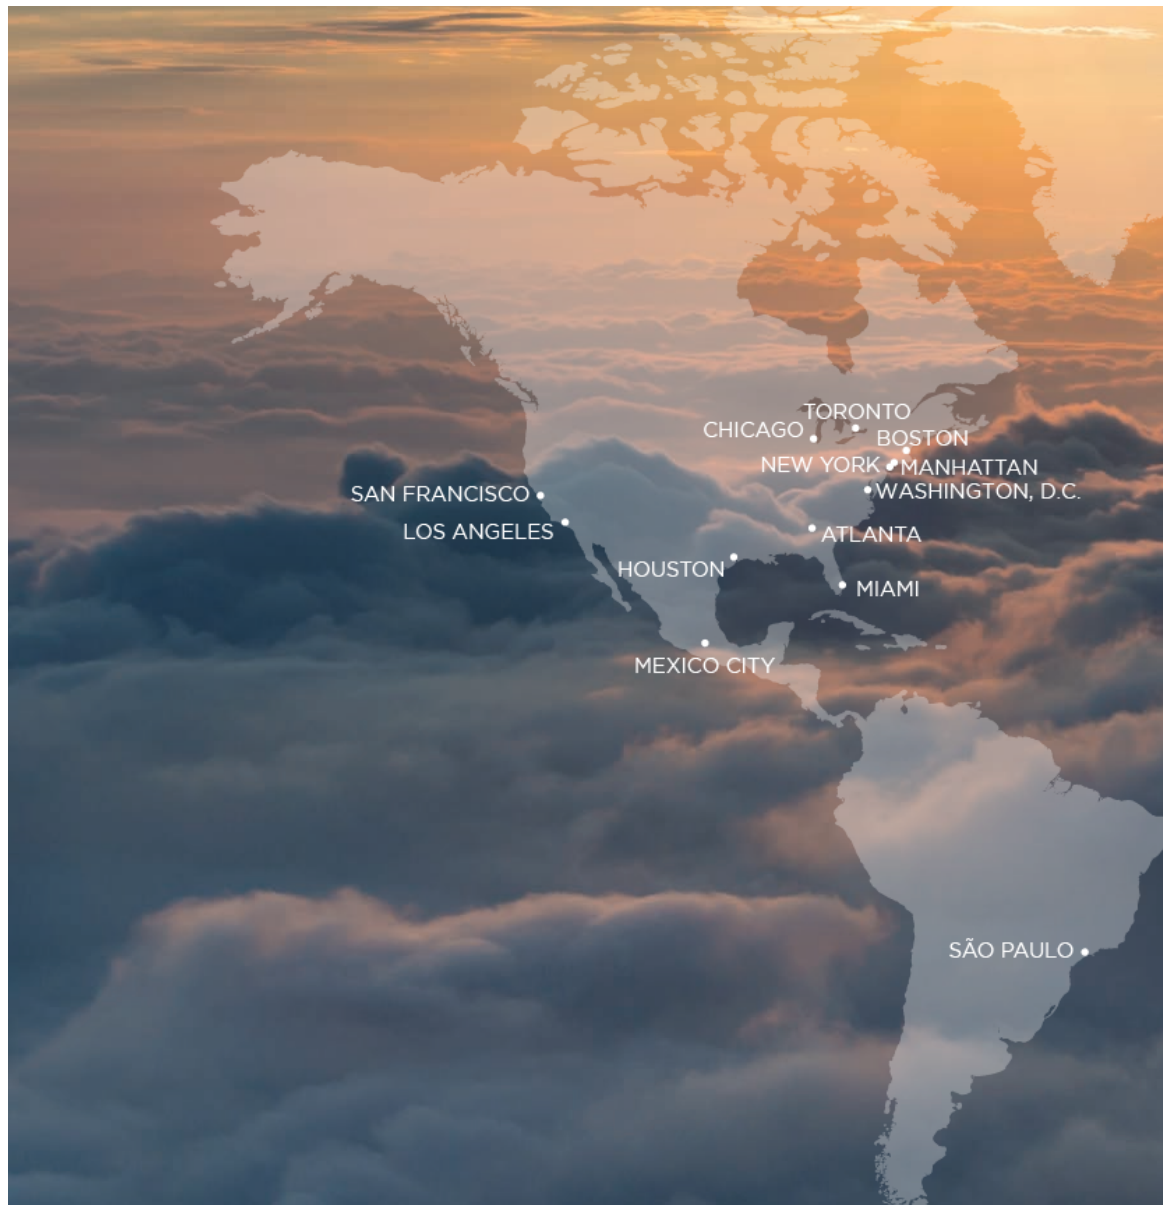 TORONTO
CHICAGO
BOSTON
NEW YORK
MANHATTAN
SAN FRANCISCO
WASHINGTON, D.C.
LOS ANGELES
ATLANTA
HOUSTON
MIAMI
MEXICO CITY
SÃO PAULO